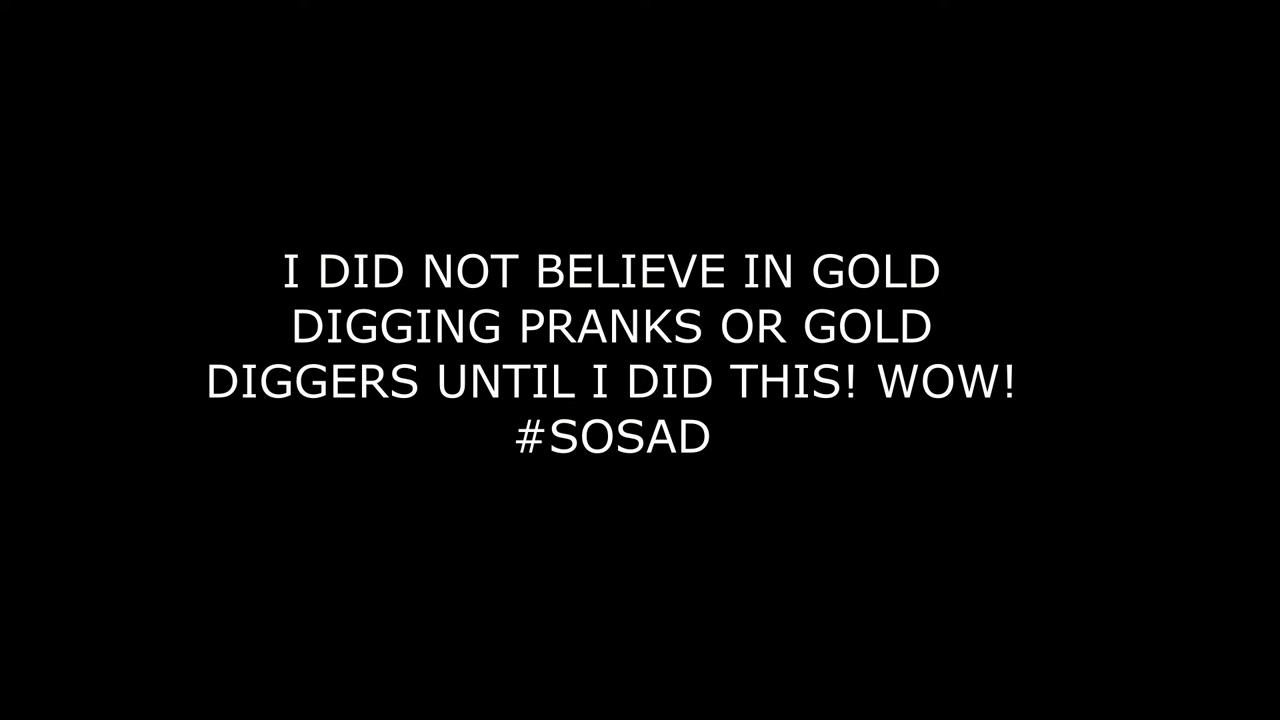 I DID NOT BELIEVE IN GOLD
DIGGING PRANKS OR GOLD
DIGGERS UNTIL I DID THIS! WOW!
#SOSAD